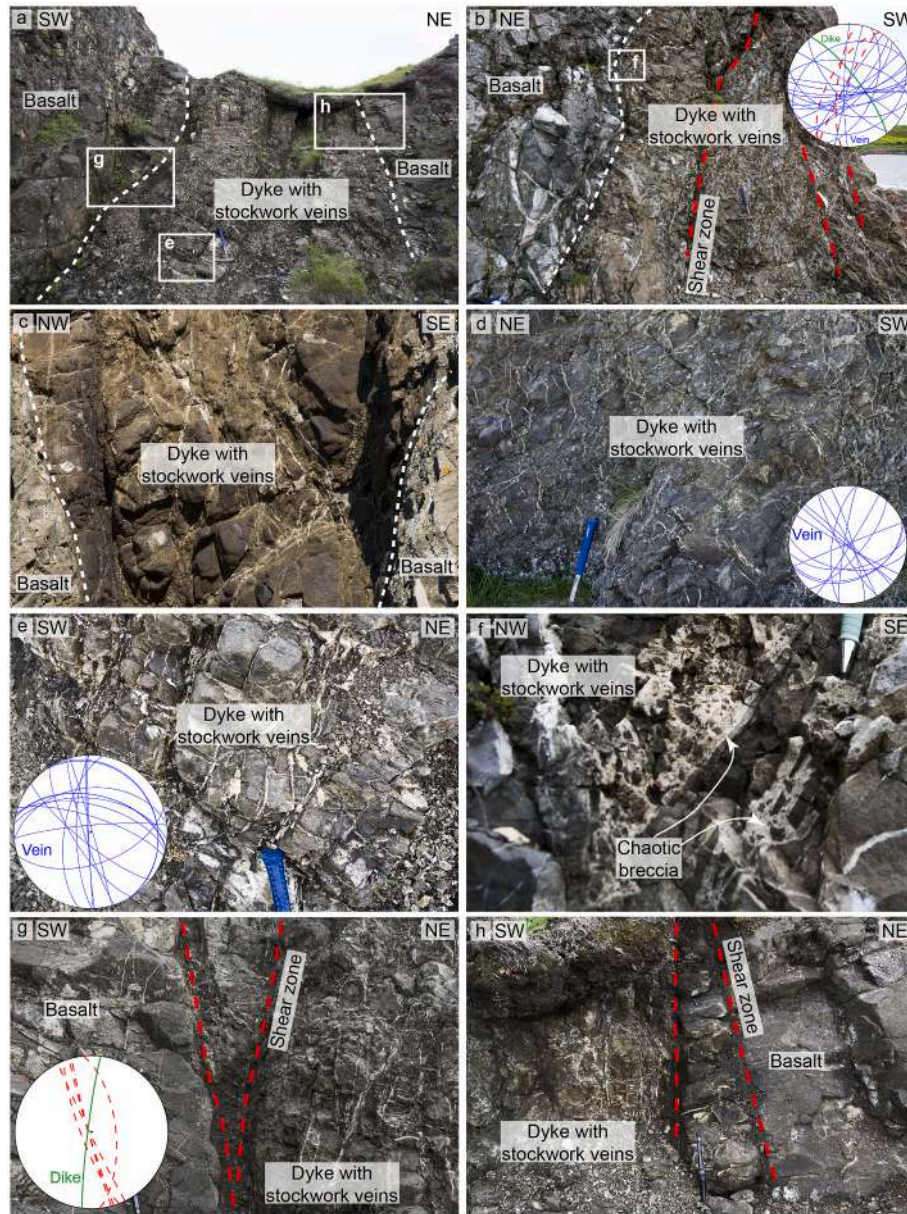 a SW
NE
Basalt
h
g
Dyke with
stockwork veins
Basalt
e
b NE
SW
Dike
f
Basalt
Dyke with
stockwork veins
Vein
Shear zone
c NW
SE
Dyke with
stockwork veins
Basalt
Basalt
d NE
SW
Dyke with
stockwork veins
Vein
e SW
NE
Dyke with
stockwork veins
Vein
f NW
SE
Dyke with
stockwork veins
Chaotic
breccia
g SW
NE
Basalt
Shear zone
Dike
Dyke with
stockwork veins
h SW
NE
Shear zone
Basalt
Dyke with
stockwork veins